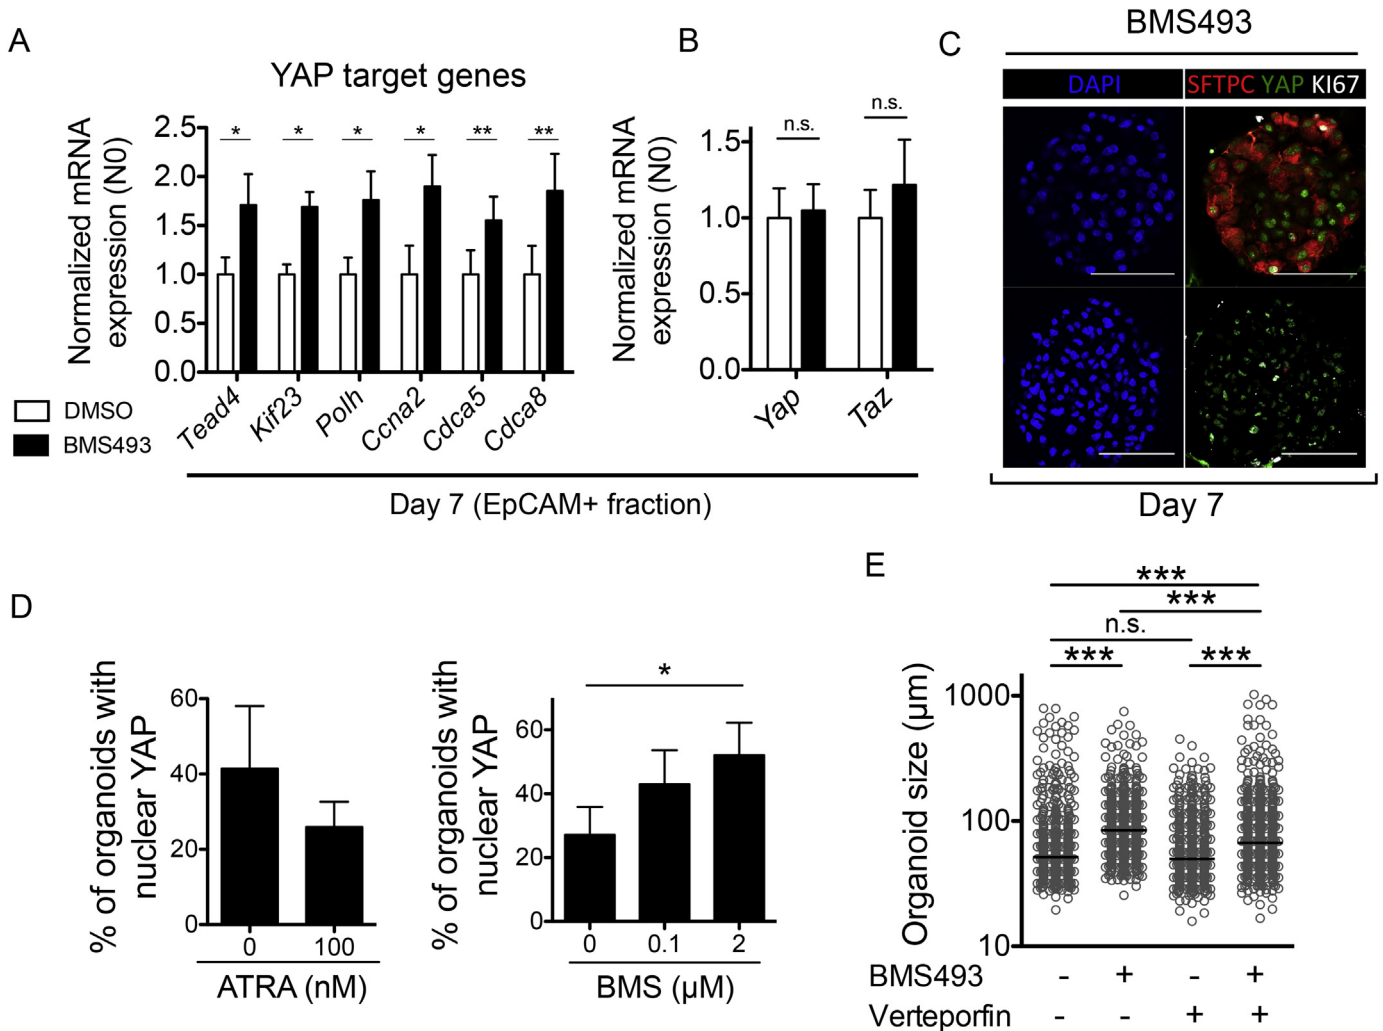 A
YAP target genes
Normalized mRNA
expression (N0)
2.5
2.0
1.5
1.0
0.5
0.0
* * * * ** **
Tead4 Kif23 Polh Ccna2 Cdca5 Cdca8
DMSO
BMS493
B
Normalized mRNA
expression (N0)
1.5
1.0
0.5
0.0
n.s. n.s.
Yap Taz
Day 7 (EpCAM+ fraction)
C
BMS493
DAPI SFTPC YAP KI67
Day 7
D
% of organoids with
nuclear YAP
60
40
20
0
0 100
ATRA (nM)
% of organoids with
nuclear YAP
60
40
20
0
*
0 0.1 2
BMS (µM)
E
***
***
n.s.
*** ***
Organoid size (µm)
1000
100
10
BMS493 - + - +
Verteporfin - - + +